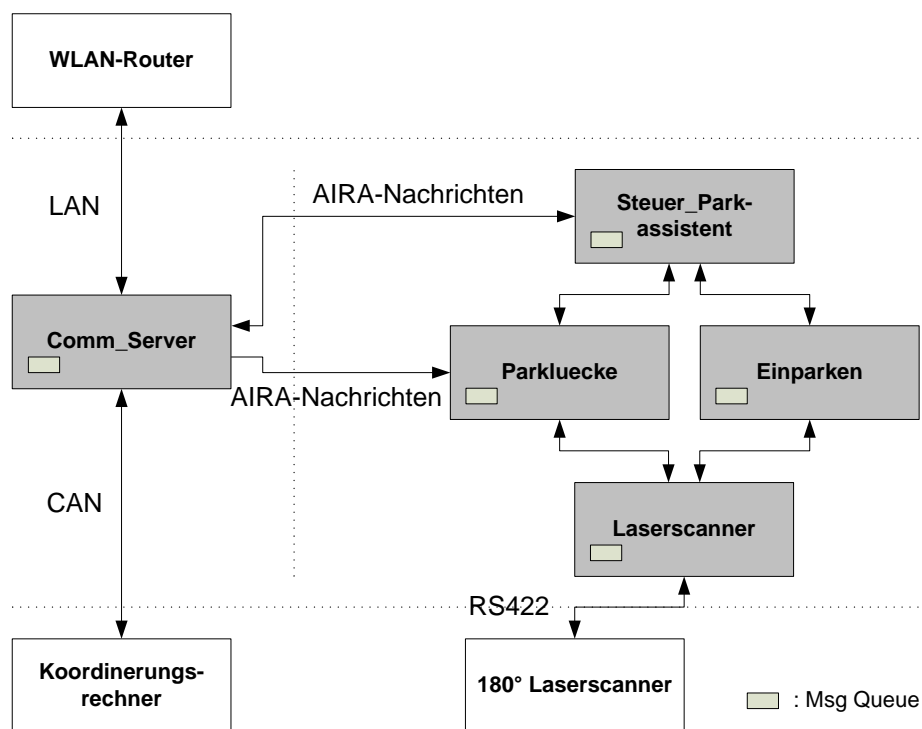 WLAN-Router
LAN
AIRA-Nachrichten
Steuer_Park-
assistent
Comm_Server
Parkluecke
Einparken
AIRA-Nachrichten
CAN
Laserscanner
RS422
Koordinerungs-
rechner
180° Laserscanner
: Msg Queue